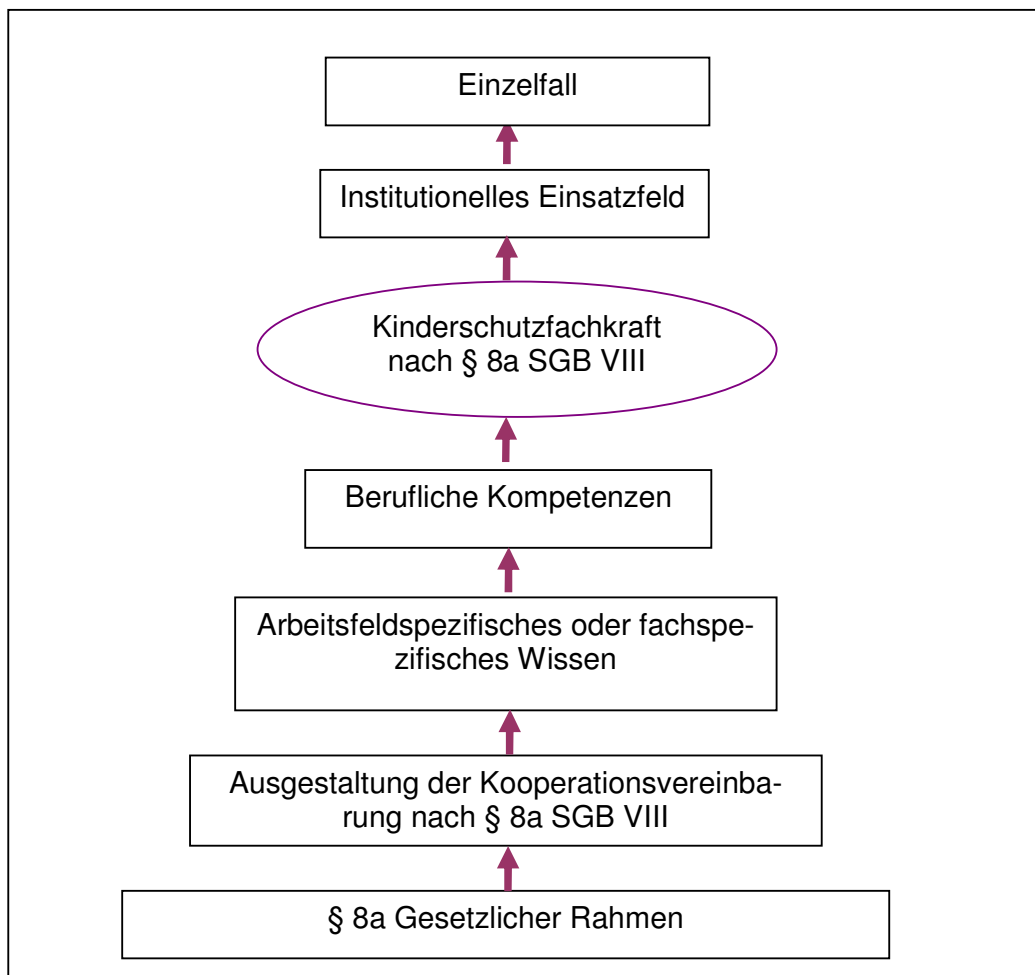 Einzelfall
Institutionelles Einsatzfeld
Kinderschutzfachkraft
nach § 8a SGB VIII
Berufliche Kompetenzen
Arbeitsfeldspezifisches oder fachspe-
zifisches Wissen
Ausgestaltung der Kooperationsvereinba-
rung nach § 8a SGB VIII
§ 8a Gesetzlicher Rahmen